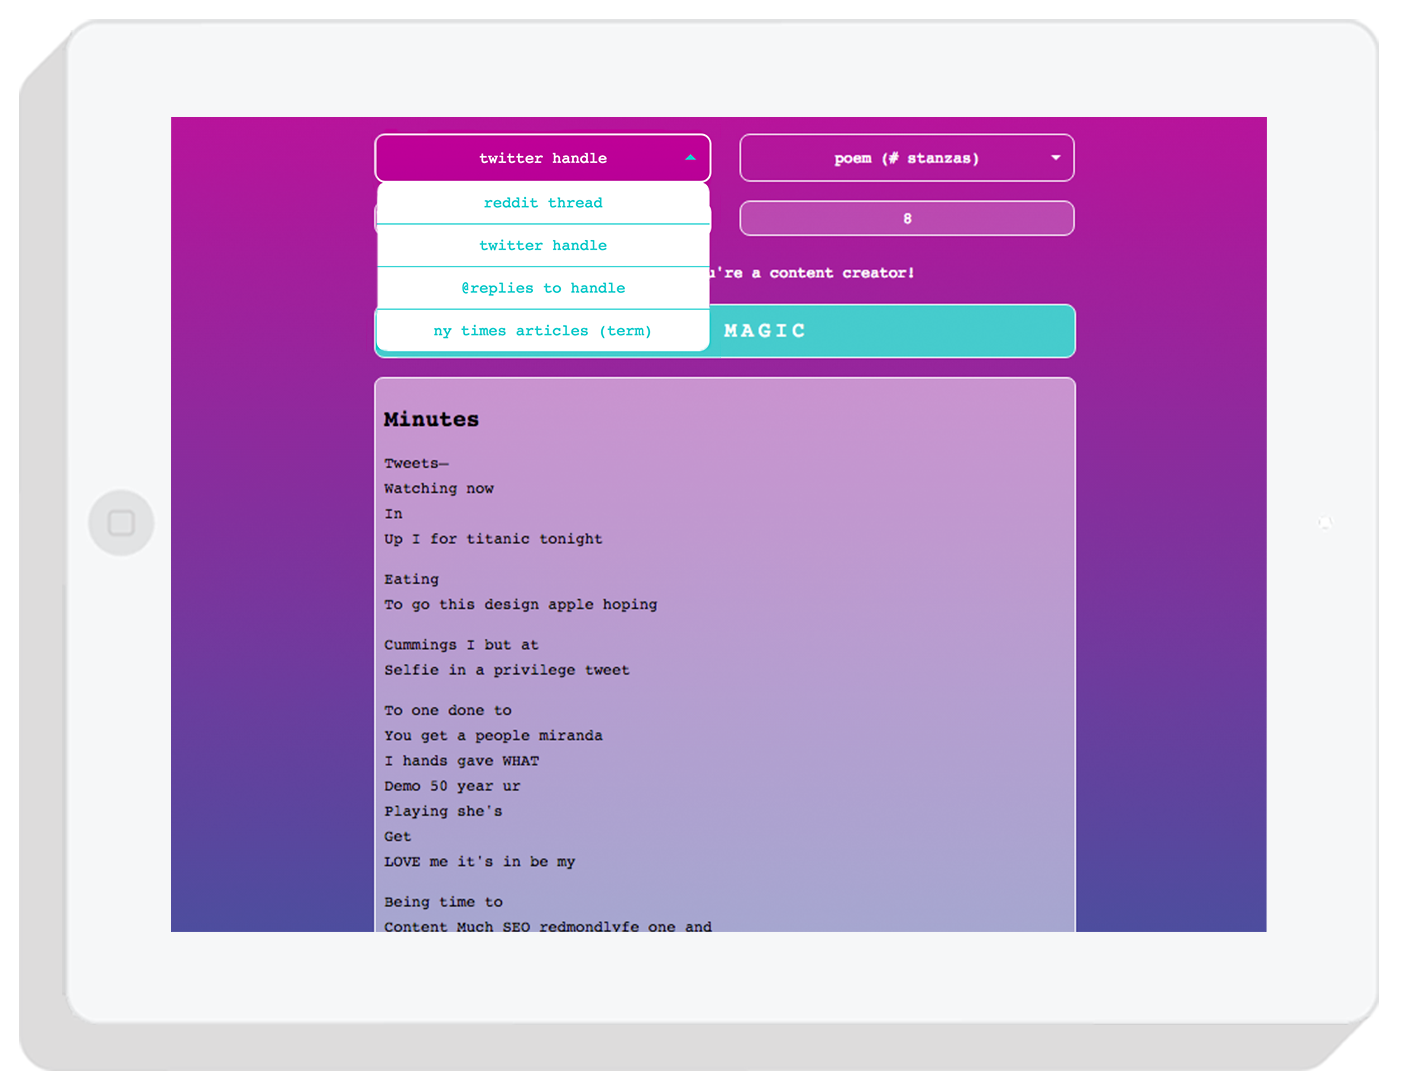 twitter handle
poem (# stanzas)
reddit thread
8
twitter handle
're a content creator!
@replies to handle
ny times articles (term)
MAGIC
Minutes
Tweets—
Watching now
In
Up I for titanic tonight
Eating
To go this design apple hoping
Cummings I but at
Selfie in a privilege tweet
To one done to
You get a people miranda
I hands gave WHAT
Demo 50 year ur
Playing she's
Get
LOVE me it's in be my
Being time to
Content Much SEO redmondlyfe one and